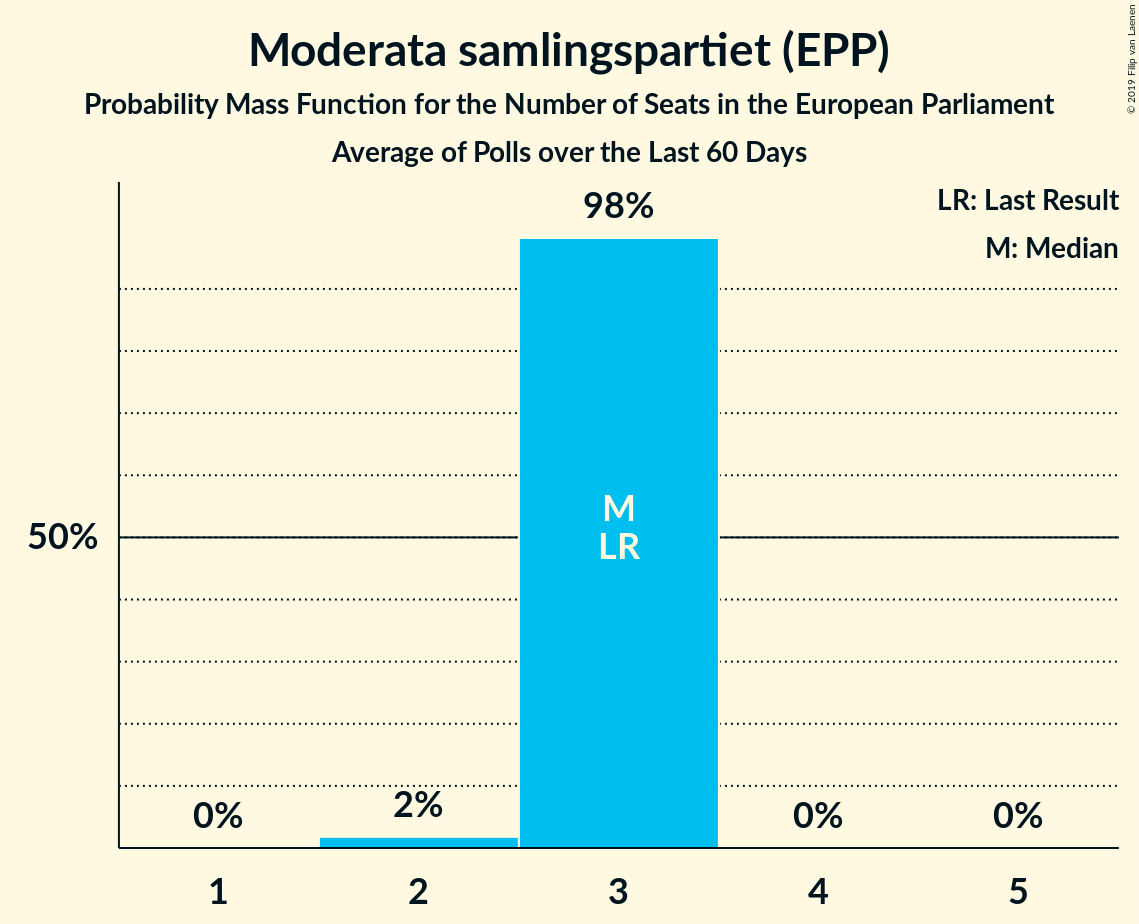 Moderata samlingspartiet (EPP)
Probability Mass Function for the Number of Seats in the European Parliament
Average of Polls over the Last 60 Days
© 2019 Filip van Laenen
LR: Last Result
M: Median
98%
M
LR
50%
0%
2%
0%
0%
1
2
3
4
5